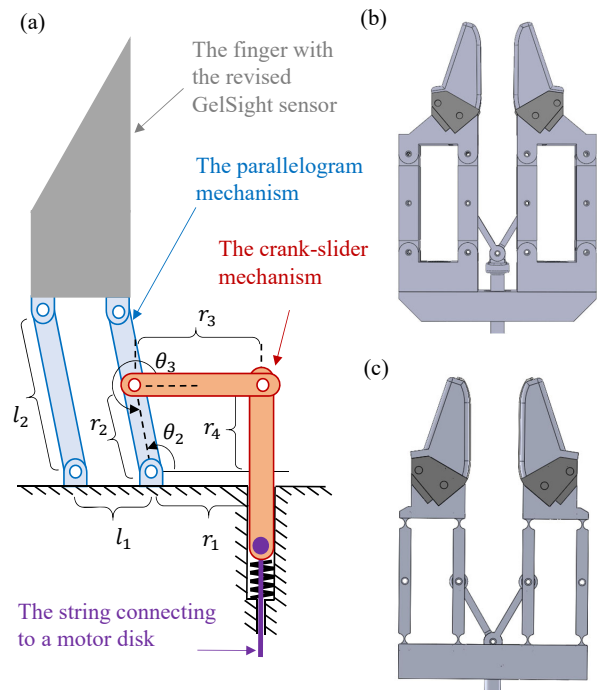 (a)
The finger with
the revised
GelSight sensor
The parallelogram
mechanism
The crank-slider
mechanism
r₃
θ₃
l₂
r₂
θ₂
r₄
l₁
r₁
The string connecting
to a motor disk
(b)
(c)